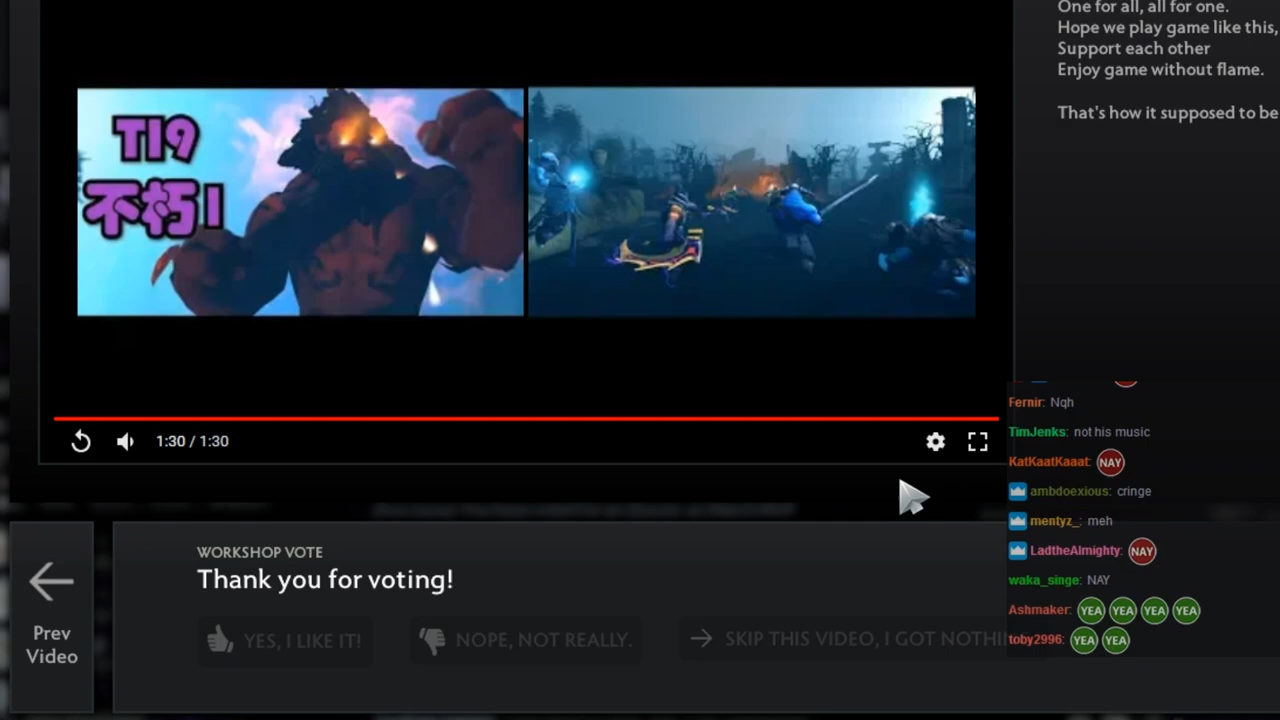 One for all, all for one.
Hope we play game like this,
Support each other
Enjoy game without flame.
That's how it supposed to be
TI9
不朽I
Fernir: Nqh
TimJenks: not his music
1:30 / 1:30
KatKaatKaaat: NAY
ambdoexious: cringe
mentyz_: meh
LadtheAlmighty: NAY
waka_singe: NAY
Ashmaker: YEA YEA YEA YEA
toby2996: YEA YEA
WORKSHOP VOTE
Thank you for voting!
YES, I LIKE IT!
NOPE, NOT REALLY.
SKIP THIS VIDEO, I GOT NOTHI
Prev
Video